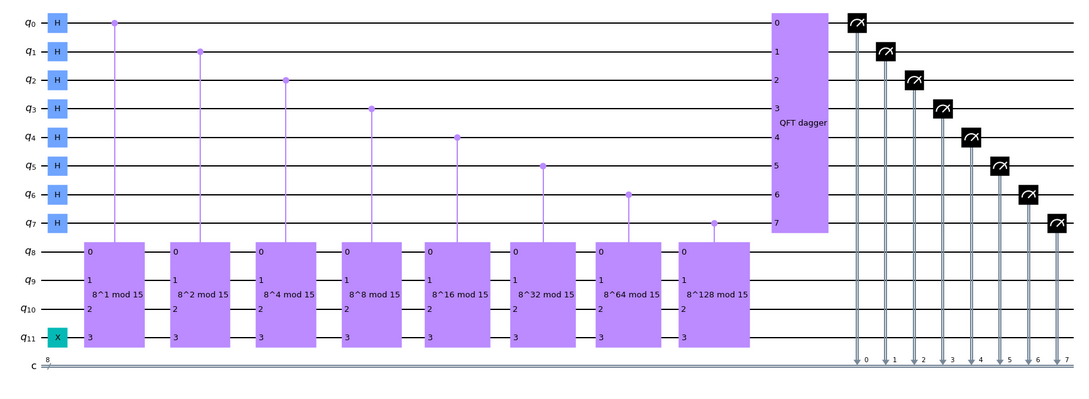 q0 H 0
q1 H 1
q2 H 2
q3 H 3
QFT dagger
q4 H 4
q5 H 5
q6 H 6
q7 H 7
q8 0 0 0 0 0 0 0 0
q9 1 1 1 1 1 1 1 1
8^1 mod 15 8^2 mod 15 8^4 mod 15 8^8 mod 15 8^16 mod 15 8^32 mod 15 8^64 mod 15 8^128 mod 15
q10 2 2 2 2 2 2 2 2
q11 X 3 3 3 3 3 3 3 3
8 0 1 2 3 4 5 6 7
c